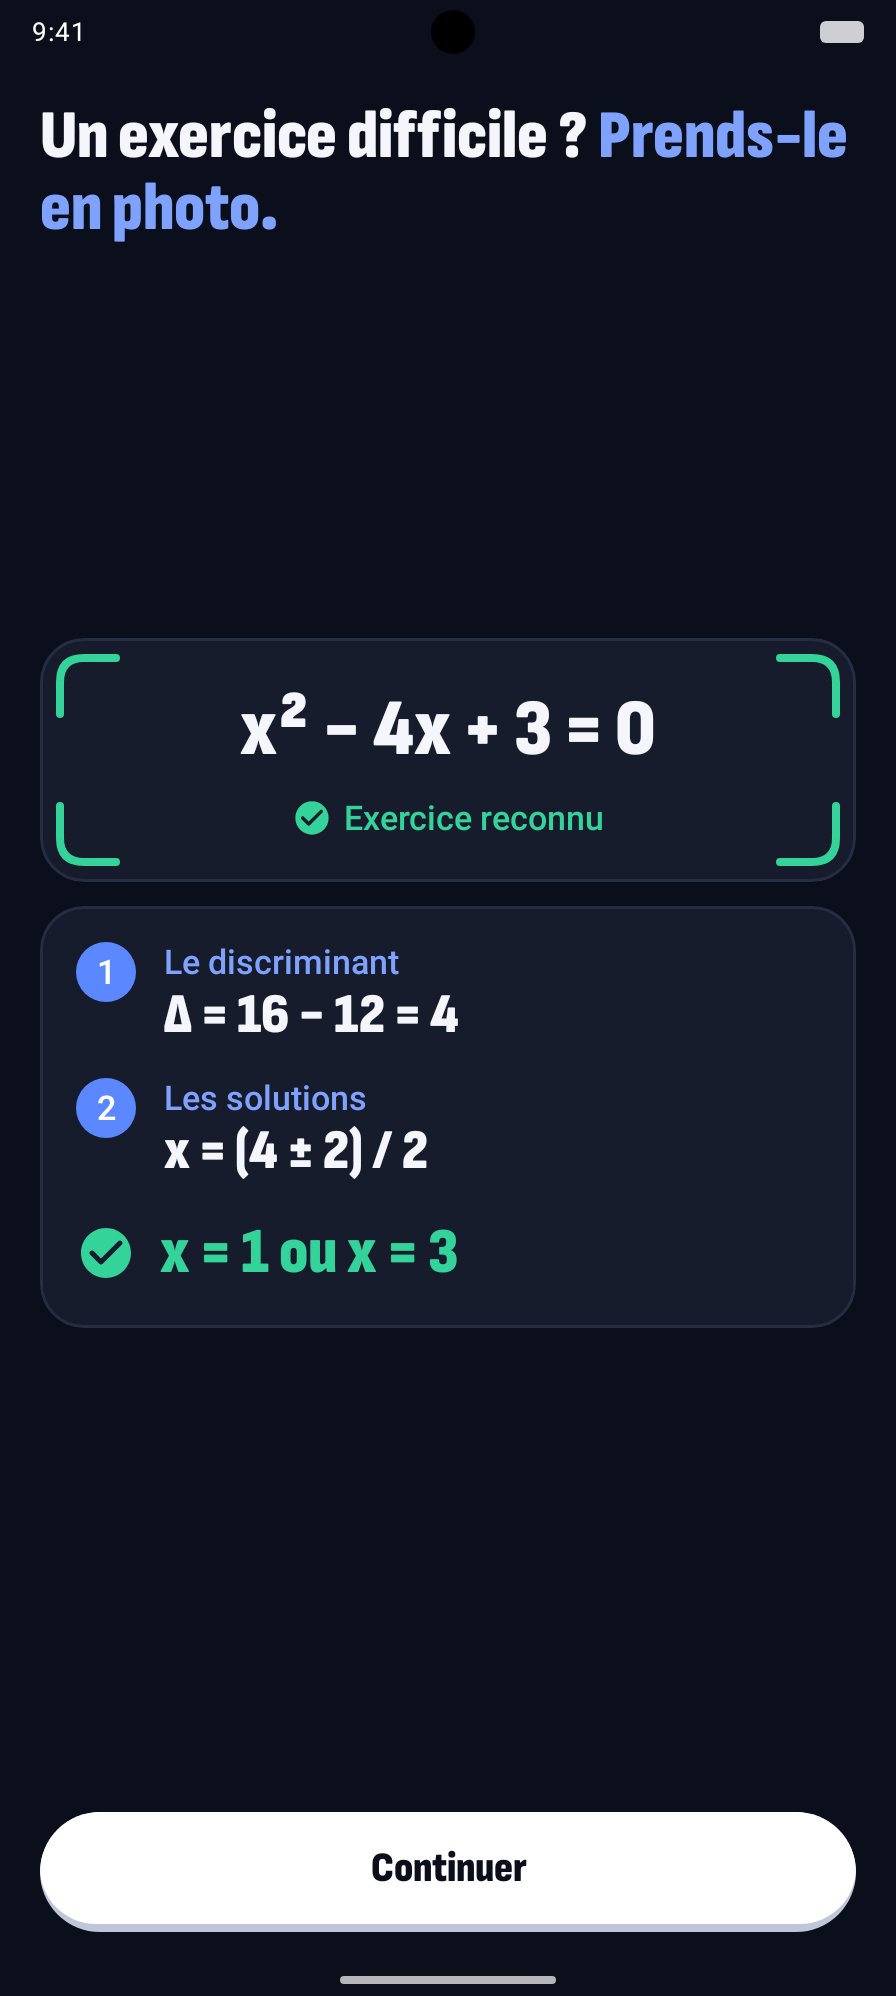 9:41
Un exercice difficile ? Prends-le
en photo.
x² − 4x + 3 = 0
Exercice reconnu
1
Le discriminant
Δ = 16 − 12 = 4
2
Les solutions
x = (4 ± 2) / 2
x = 1 ou x = 3
Continuer